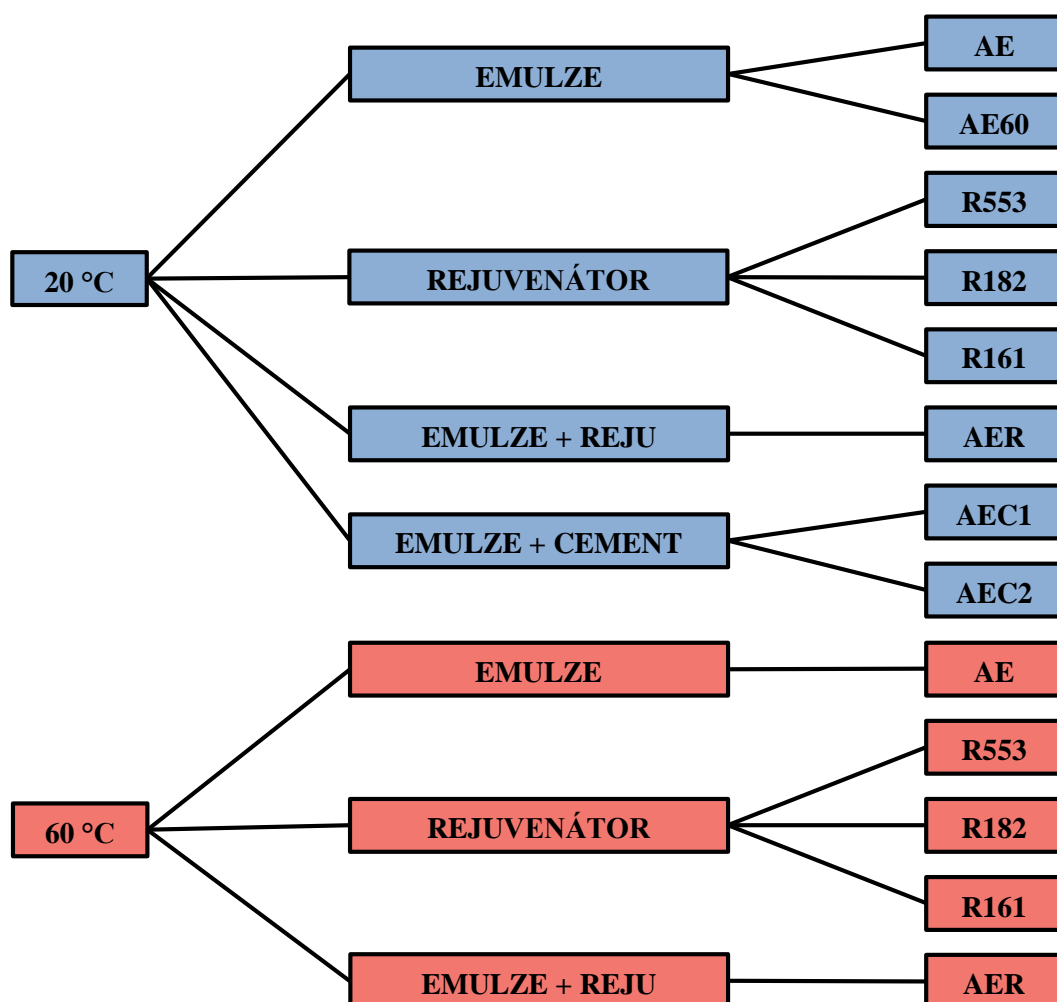 20 °C
EMULZE
AE
AE60
REJUVENÁTOR
R553
R182
R161
EMULZE + REJU
AER
EMULZE + CEMENT
AEC1
AEC2
60 °C
EMULZE
AE
REJUVENÁTOR
R553
R182
R161
EMULZE + REJU
AER